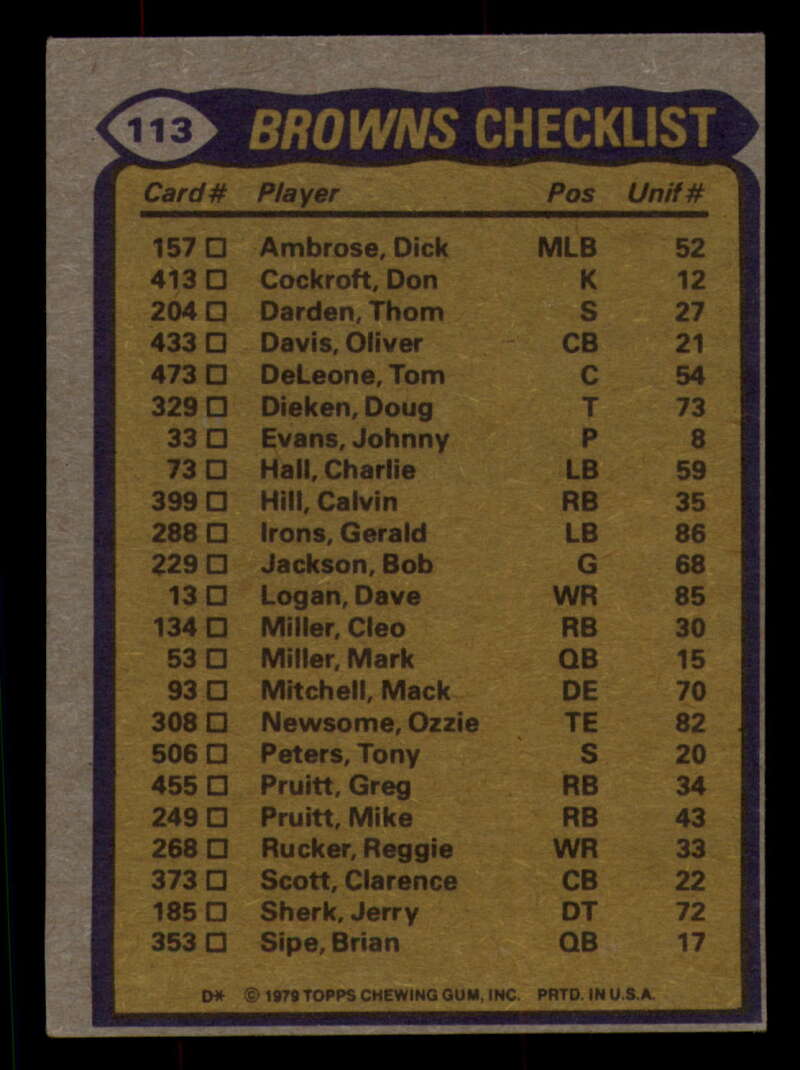 113 BROWNS CHECKLIST
Card# Player Pos Unif#
157 □ Ambrose, Dick MLB 52
413 □ Cockroft, Don K 12
204 □ Darden, Thom S 27
433 □ Davis, Oliver CB 21
473 □ DeLeone, Tom C 54
329 □ Dieken, Doug T 73
33 □ Evans, Johnny P 8
73 □ Hall, Charlie LB 59
399 □ Hill, Calvin RB 35
288 □ Irons, Gerald LB 86
229 □ Jackson, Bob G 68
13 □ Logan, Dave WR 85
134 □ Miller, Cleo RB 30
53 □ Miller, Mark QB 15
93 □ Mitchell, Mack DE 70
308 □ Newsome, Ozzie TE 82
506 □ Peters, Tony S 20
455 □ Pruitt, Greg RB 34
249 □ Pruitt, Mike RB 43
268 □ Rucker, Reggie WR 33
373 □ Scott, Clarence CB 22
185 □ Sherk, Jerry DT 72
353 □ Sipe, Brian QB 17
D* © 1979 TOPPS CHEWING GUM, INC. PRTD. IN U.S.A.